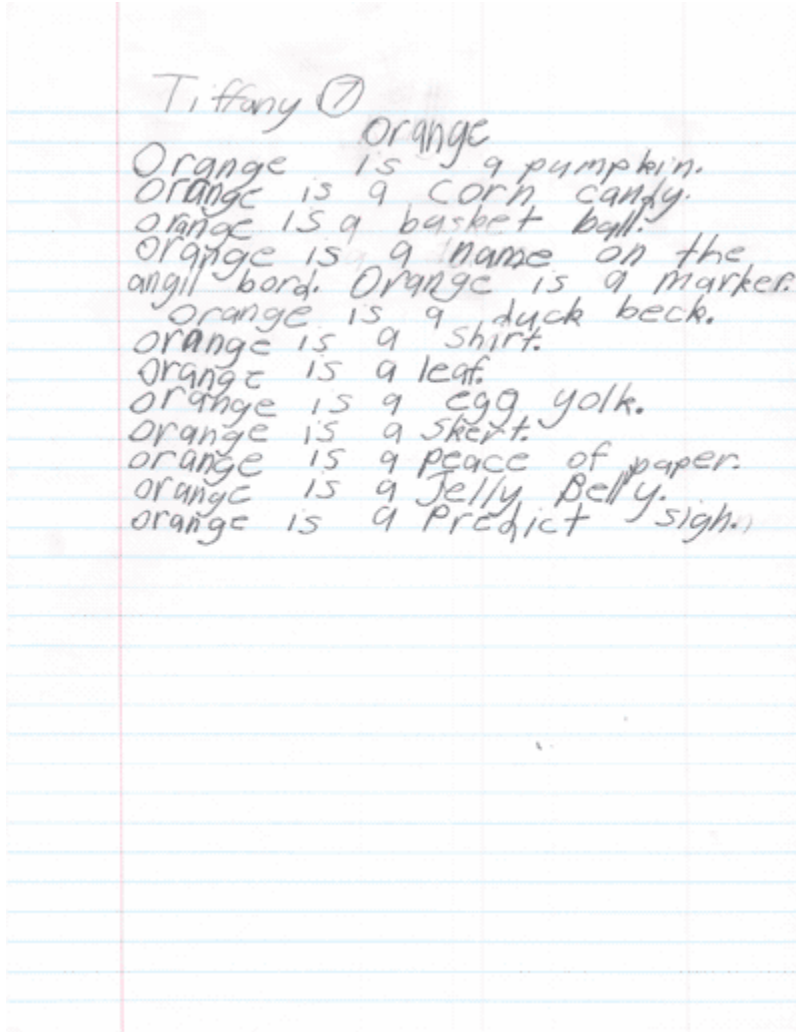 Tiffany 7
orange
Orange is a pumpkin.
orange is a corn candy.
orange is a basket ball.
orange is a name on the
angil bord. Orange is a marker.
orange is a duck beck.
orange is a shirt.
orange is a leaf.
orange is a egg yolk.
orange is a skert.
orange is a peace of paper.
orange is a Jelly Belly.
orange is a Predict sigh.